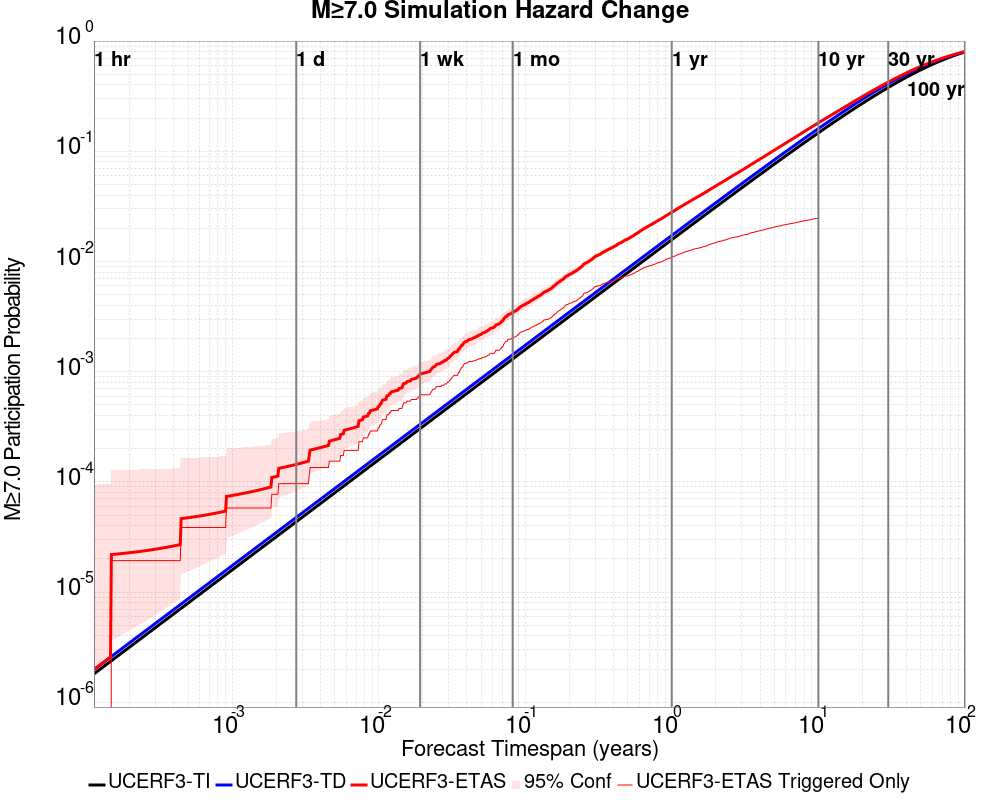 M≥7.0 Simulation Hazard Change
M≥7.0 Participation Probability
10^0
10^-1
10^-2
10^-3
10^-4
10^-5
10^-6
1 hr
1 d
1 wk
1 mo
1 yr
10 yr
30 yr
100 yr
10^-3
10^-2
10^-1
10^0
10^1
10^2
Forecast Timespan (years)
UCERF3-TI UCERF3-TD UCERF3-ETAS 95% Conf UCERF3-ETAS Triggered Only